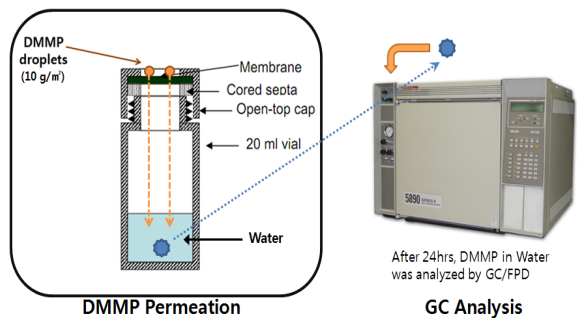 DMMP
droplets
(10 g/㎡)
Membrane
Cored septa
Open-top cap
20 ml vial
Water
DMMP Permeation
5890
After 24hrs, DMMP in Water
was analyzed by GC/FPD
GC Analysis